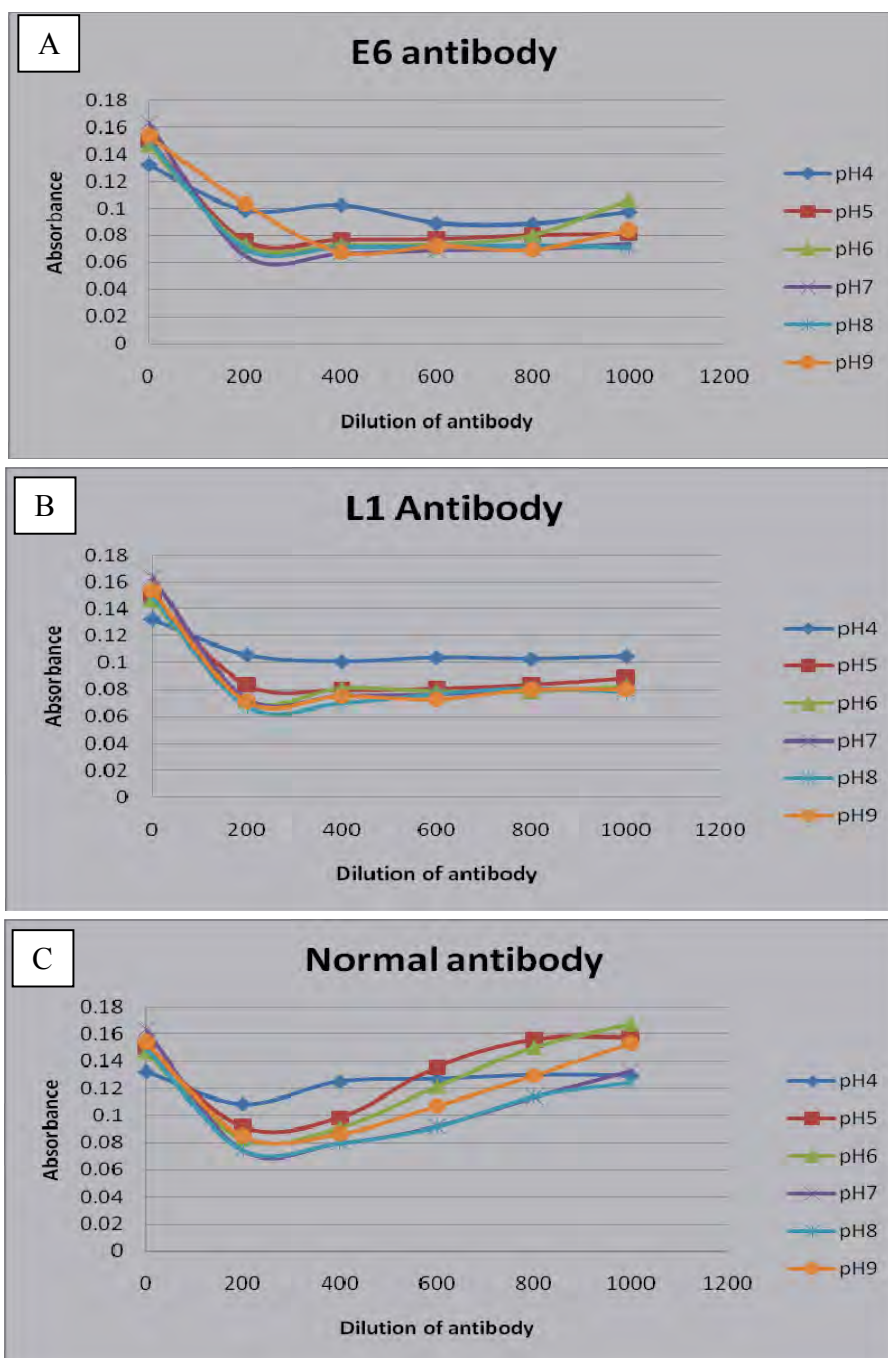 A
E6 antibody
0.18
0.16
0.14
0.12
0.1
0.08
0.06
0.04
0.02
0
0 200 400 600 800 1000 1200
Absorbance
Dilution of antibody
pH4
pH5
pH6
pH7
pH8
pH9
B
L1 Antibody
0.18
0.16
0.14
0.12
0.1
0.08
0.06
0.04
0.02
0
0 200 400 600 800 1000 1200
Absorbance
Dilution of antibody
pH4
pH5
pH6
pH7
pH8
pH9
C
Normal antibody
0.18
0.16
0.14
0.12
0.1
0.08
0.06
0.04
0.02
0
0 200 400 600 800 1000 1200
Absorbance
Dilution of antibody
pH4
pH5
pH6
pH7
pH8
pH9